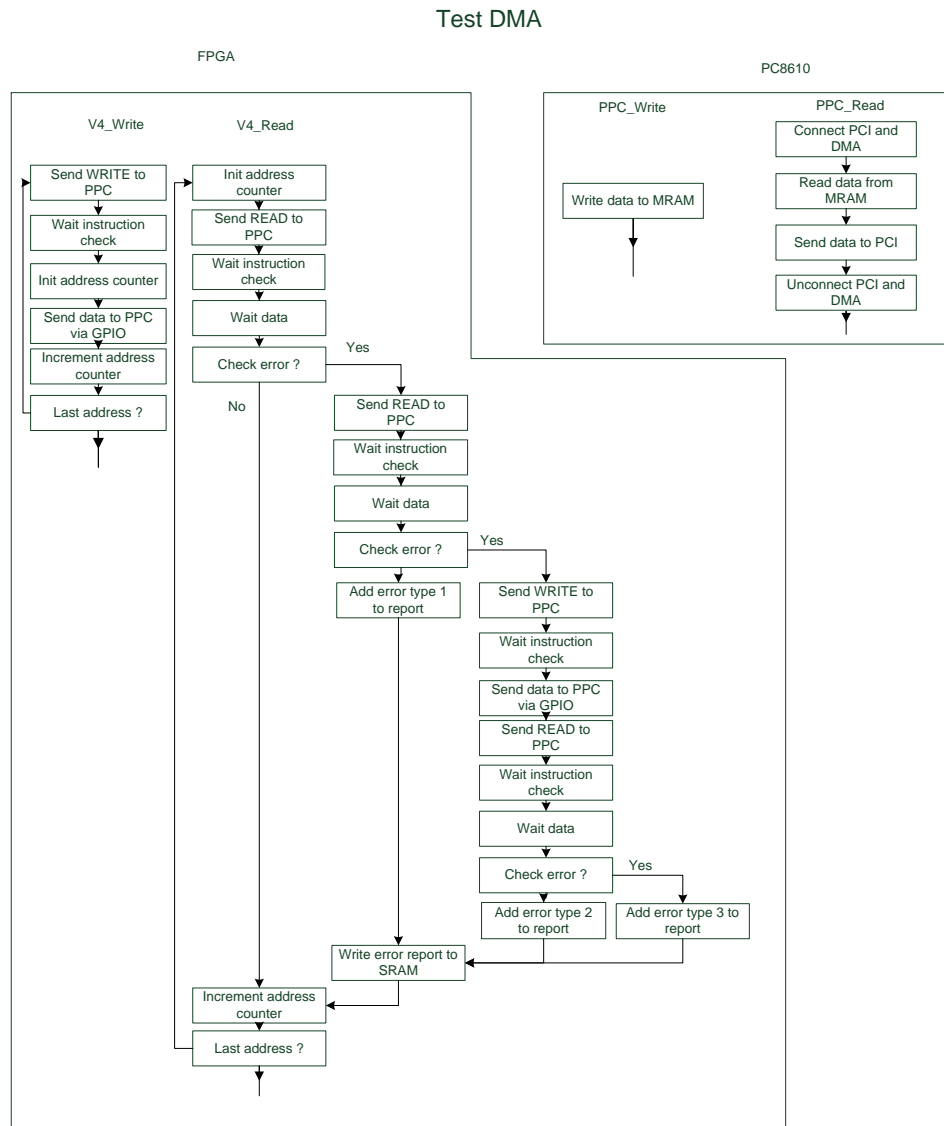 Test DMA
FPGA
V4_Write
V4_Read
Send WRITE to
PPC
Wait instruction
check
Init address counter
Send data to PPC
via GPIO
Increment address
counter
Last address ?
Init address
counter
Send READ to
PPC
Wait instruction
check
Wait data
Check error ?
Yes
No
Send READ to
PPC
Wait instruction
check
Wait data
Check error ?
Yes
Add error type 1
to report
Send WRITE to
PPC
Wait instruction
check
Send data to PPC
via GPIO
Send READ to
PPC
Wait instruction
check
Wait data
Check error ?
Yes
Add error type 2
to report
Add error type 3 to
report
Write error report to
SRAM
Increment address
counter
Last address ?
PC8610
PPC_Write
PPC_Read
Write data to MRAM
Connect PCI and
DMA
Read data from
MRAM
Send data to PCI
Unconnect PCI and
DMA